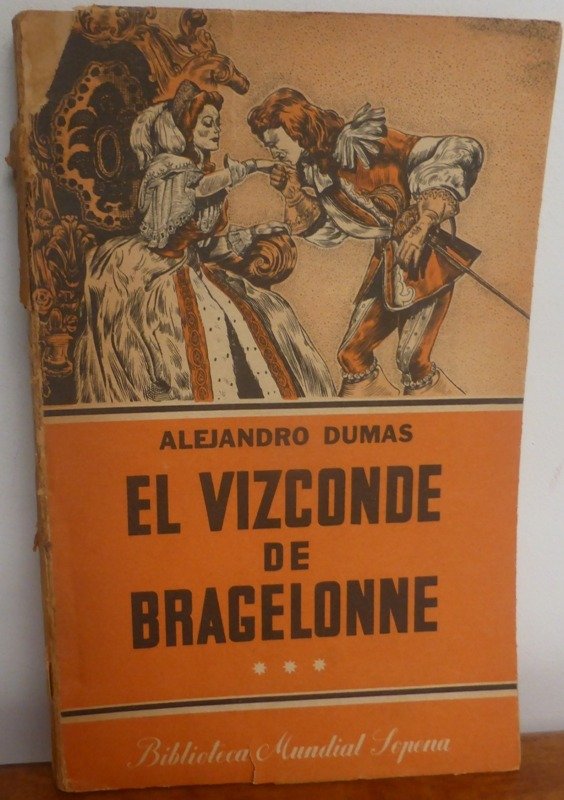 ALEJANDRO DUMAS
EL VIZCONDE
DE
BRAGELONNE
* * *
Biblioteca Mundial Sopena